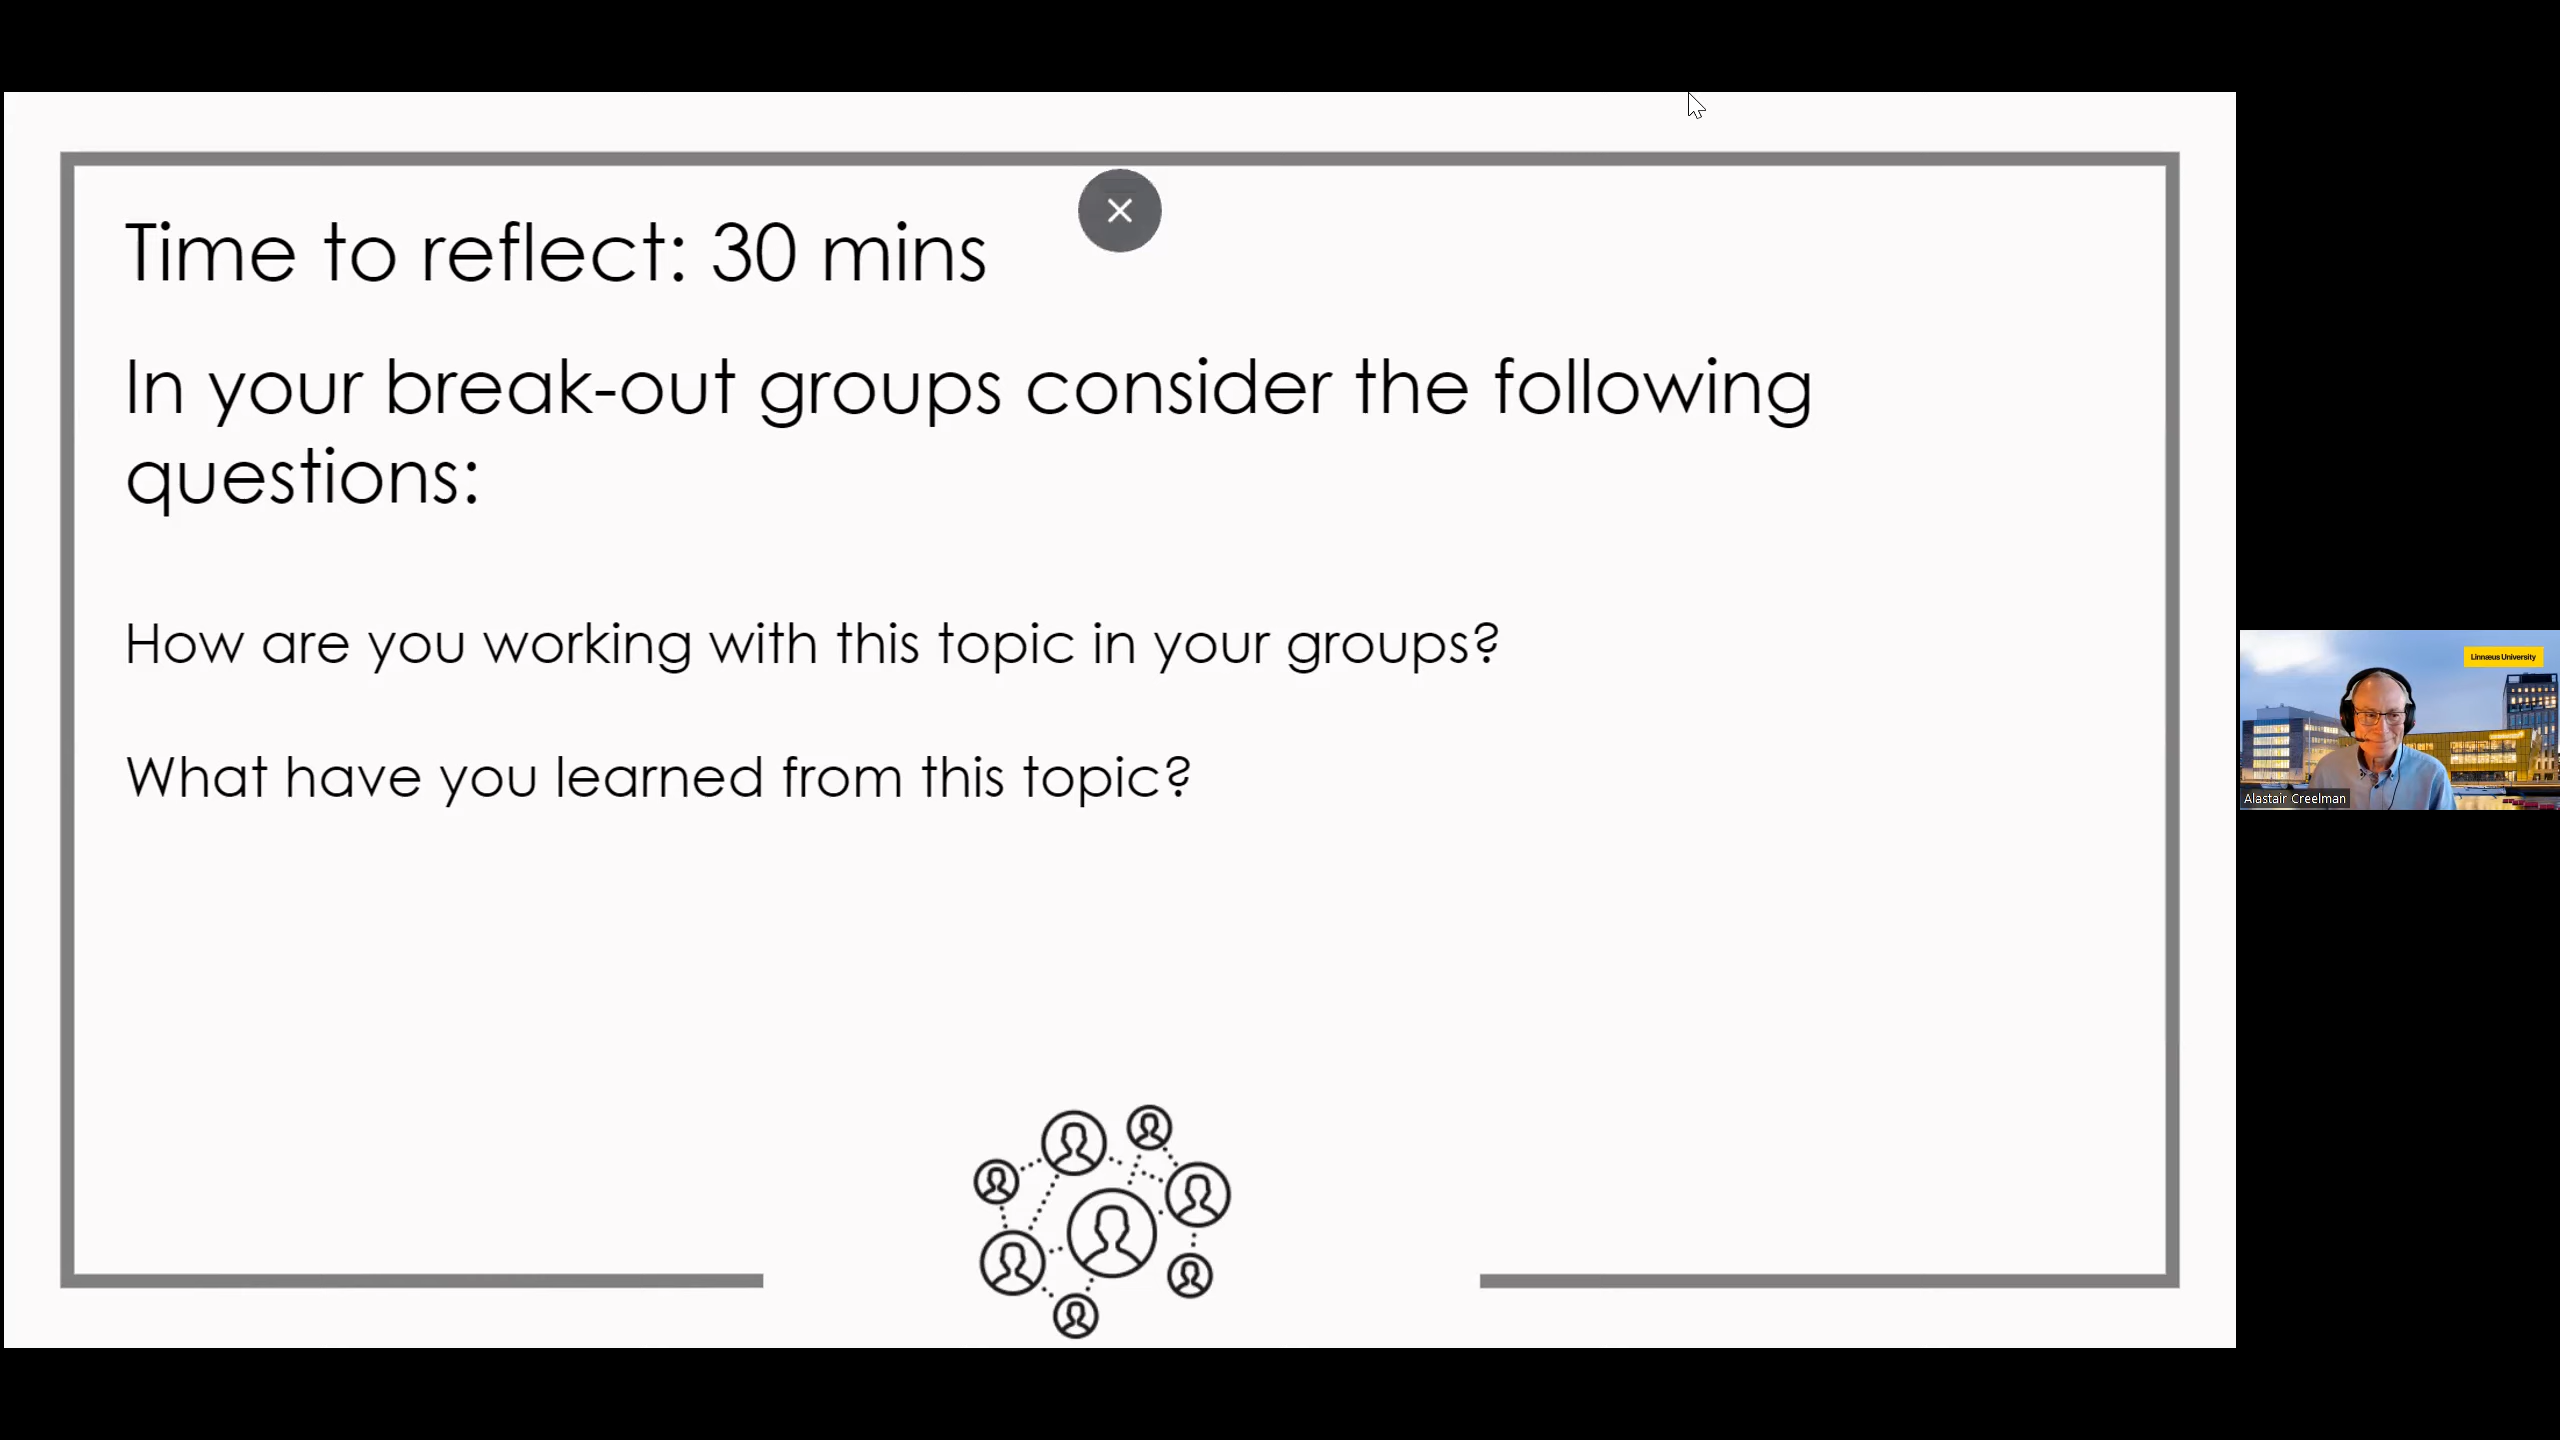 Time to reflect: 30 mins
In your break-out groups consider the following
questions:
How are you working with this topic in your groups?
What have you learned from this topic?
Linnæus University
Alastair Creelman